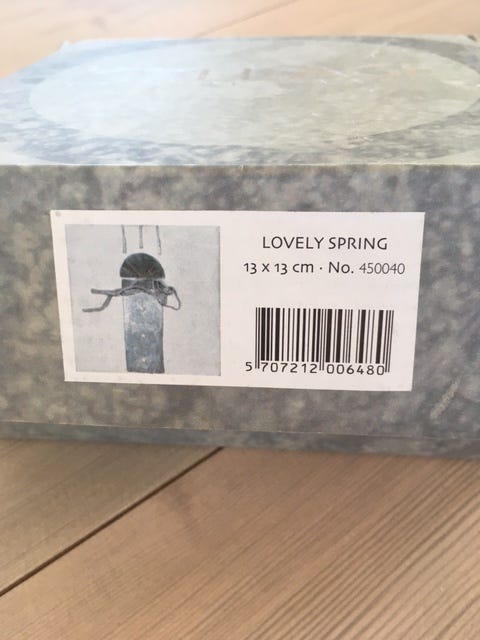 LOVELY SPRING
13 x 13 cm · No. 450040
5 707212 006480